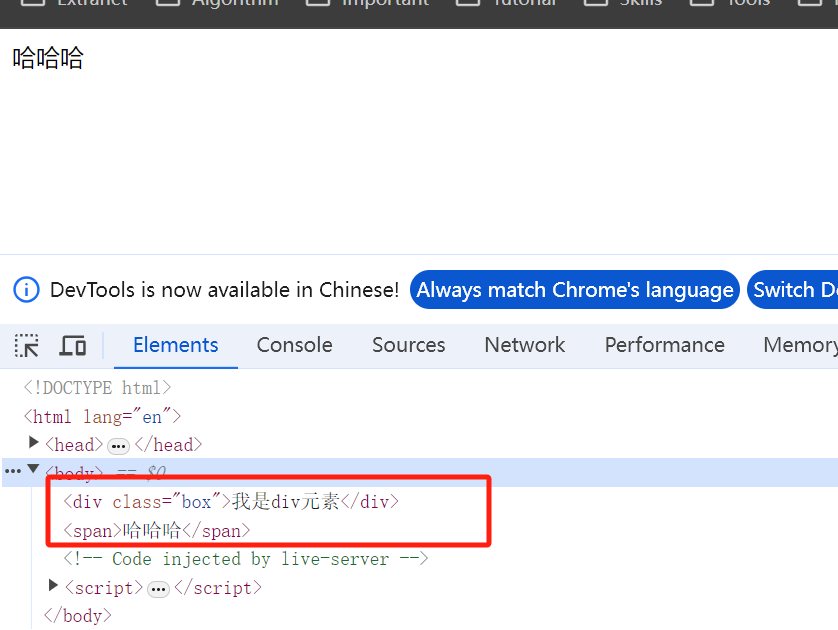 Extranet Algorithm Important Tutorial Skills Tools
哈哈哈
DevTools is now available in Chinese! Always match Chrome's language Switch De
Elements Console Sources Network Performance Memory
<!DOCTYPE html>
<html lang="en">
<head> ••• </head>
<body> == $0
<div class="box">我是div元素</div>
<span>哈哈哈</span>
<!-- Code injected by live-server -->
<script> ••• </script>
</body>